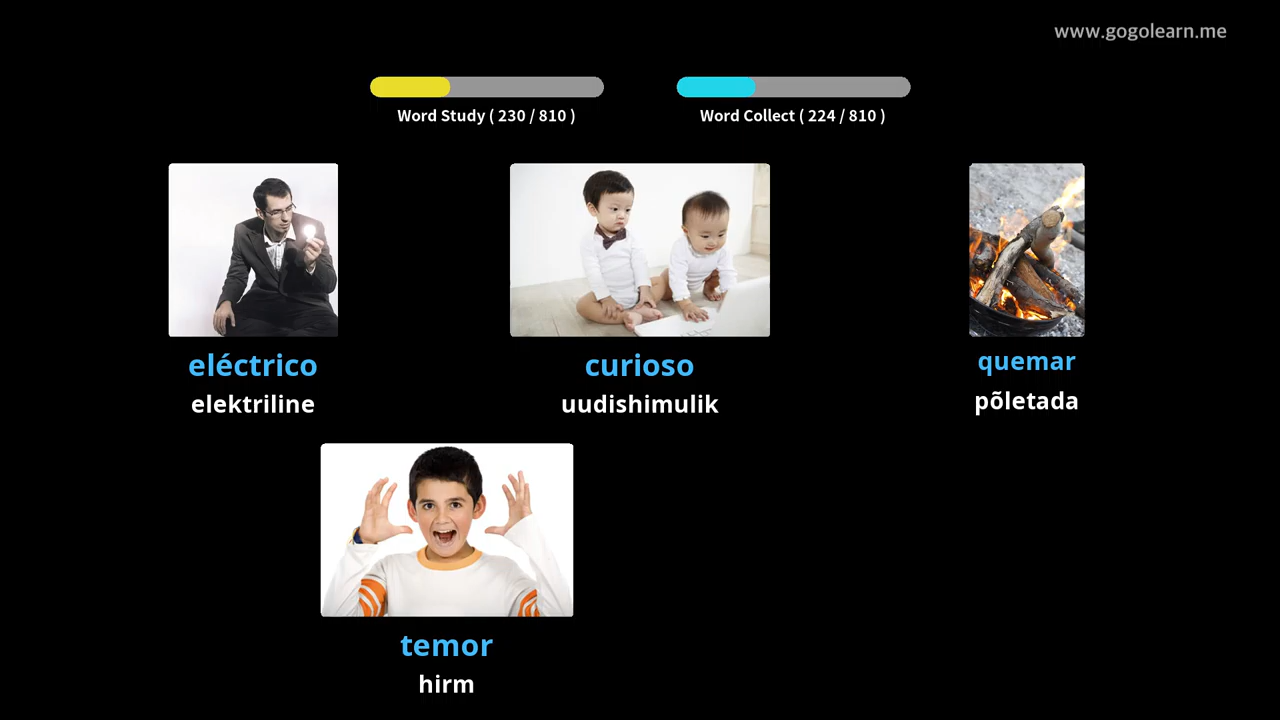 www.gogolearn.me
Word Study ( 230 / 810 )
Word Collect ( 224 / 810 )
eléctrico
elektriline
curioso
uudishimulik
quemar
põletada
temor
hirm